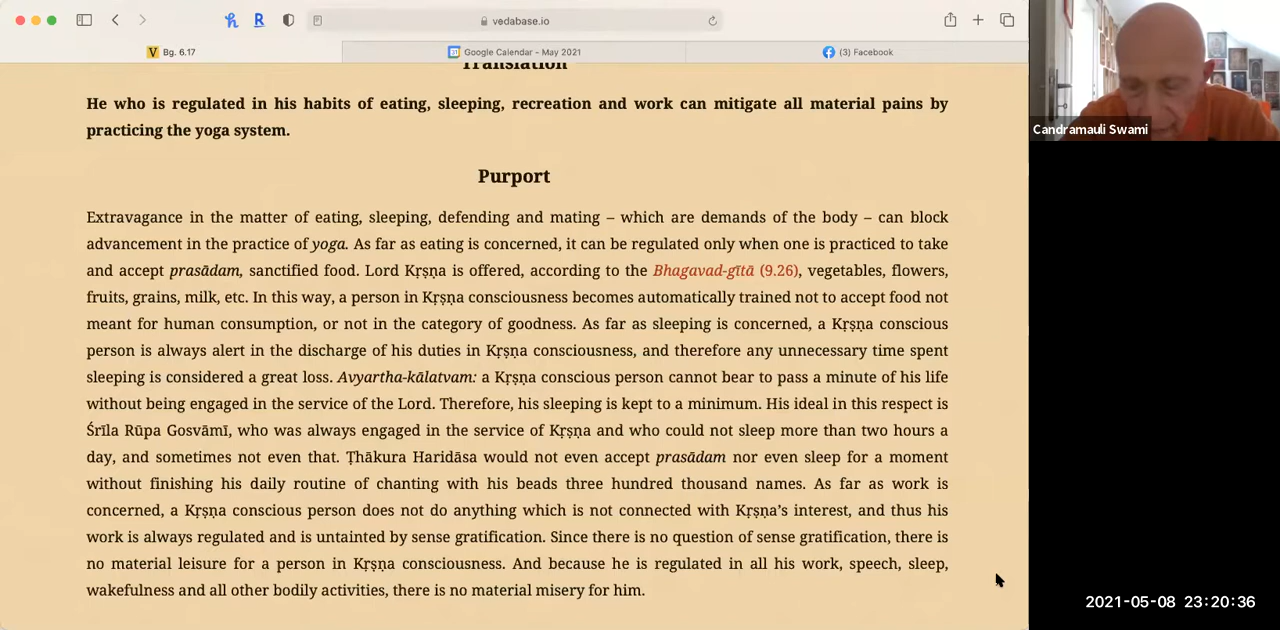 vedabase.io
Bg. 6.17
Google Calendar - May 2021
(3) Facebook
Translation
He who is regulated in his habits of eating, sleeping, recreation and work can mitigate all material pains by
practicing the yoga system.
Purport
Extravagance in the matter of eating, sleeping, defending and mating – which are demands of the body – can block
advancement in the practice of yoga. As far as eating is concerned, it can be regulated only when one is practiced to take
and accept prasādam, sanctified food. Lord Kṛṣṇa is offered, according to the Bhagavad-gītā (9.26), vegetables, flowers,
fruits, grains, milk, etc. In this way, a person in Kṛṣṇa consciousness becomes automatically trained not to accept food not
meant for human consumption, or not in the category of goodness. As far as sleeping is concerned, a Kṛṣṇa conscious
person is always alert in the discharge of his duties in Kṛṣṇa consciousness, and therefore any unnecessary time spent
sleeping is considered a great loss. Avyartha-kālatvam: a Kṛṣṇa conscious person cannot bear to pass a minute of his life
without being engaged in the service of the Lord. Therefore, his sleeping is kept to a minimum. His ideal in this respect is
Śrīla Rūpa Gosvāmī, who was always engaged in the service of Kṛṣṇa and who could not sleep more than two hours a
day, and sometimes not even that. Ṭhākura Haridāsa would not even accept prasādam nor even sleep for a moment
without finishing his daily routine of chanting with his beads three hundred thousand names. As far as work is
concerned, a Kṛṣṇa conscious person does not do anything which is not connected with Kṛṣṇa’s interest, and thus his
work is always regulated and is untainted by sense gratification. Since there is no question of sense gratification, there is
no material leisure for a person in Kṛṣṇa consciousness. And because he is regulated in all his work, speech, sleep,
wakefulness and all other bodily activities, there is no material misery for him.
Candramauli Swami
2021-05-08 23:20:36